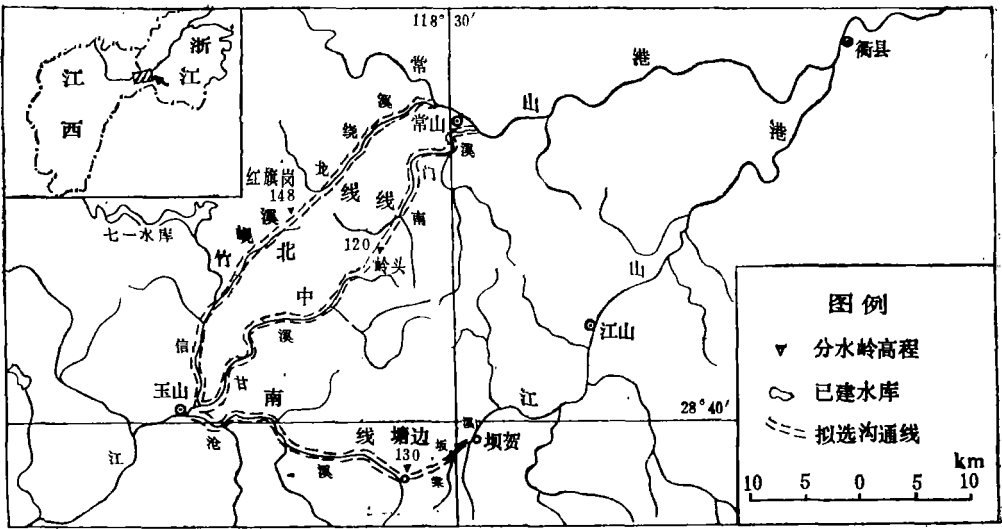 浙江
江西
118° 30′
常山港
衢县
常山
龙绕溪
红旗岗
148
北线
竹岘溪
七一水库
中线
南门溪
120
岭头
甘溪
信江
玉山
南线
沧溪
塘边
130
坂溪
坝贺
江山
江山港
28°40′
图例
分水岭高程
已建水库
拟选沟通线
km
10 5 0 5 10